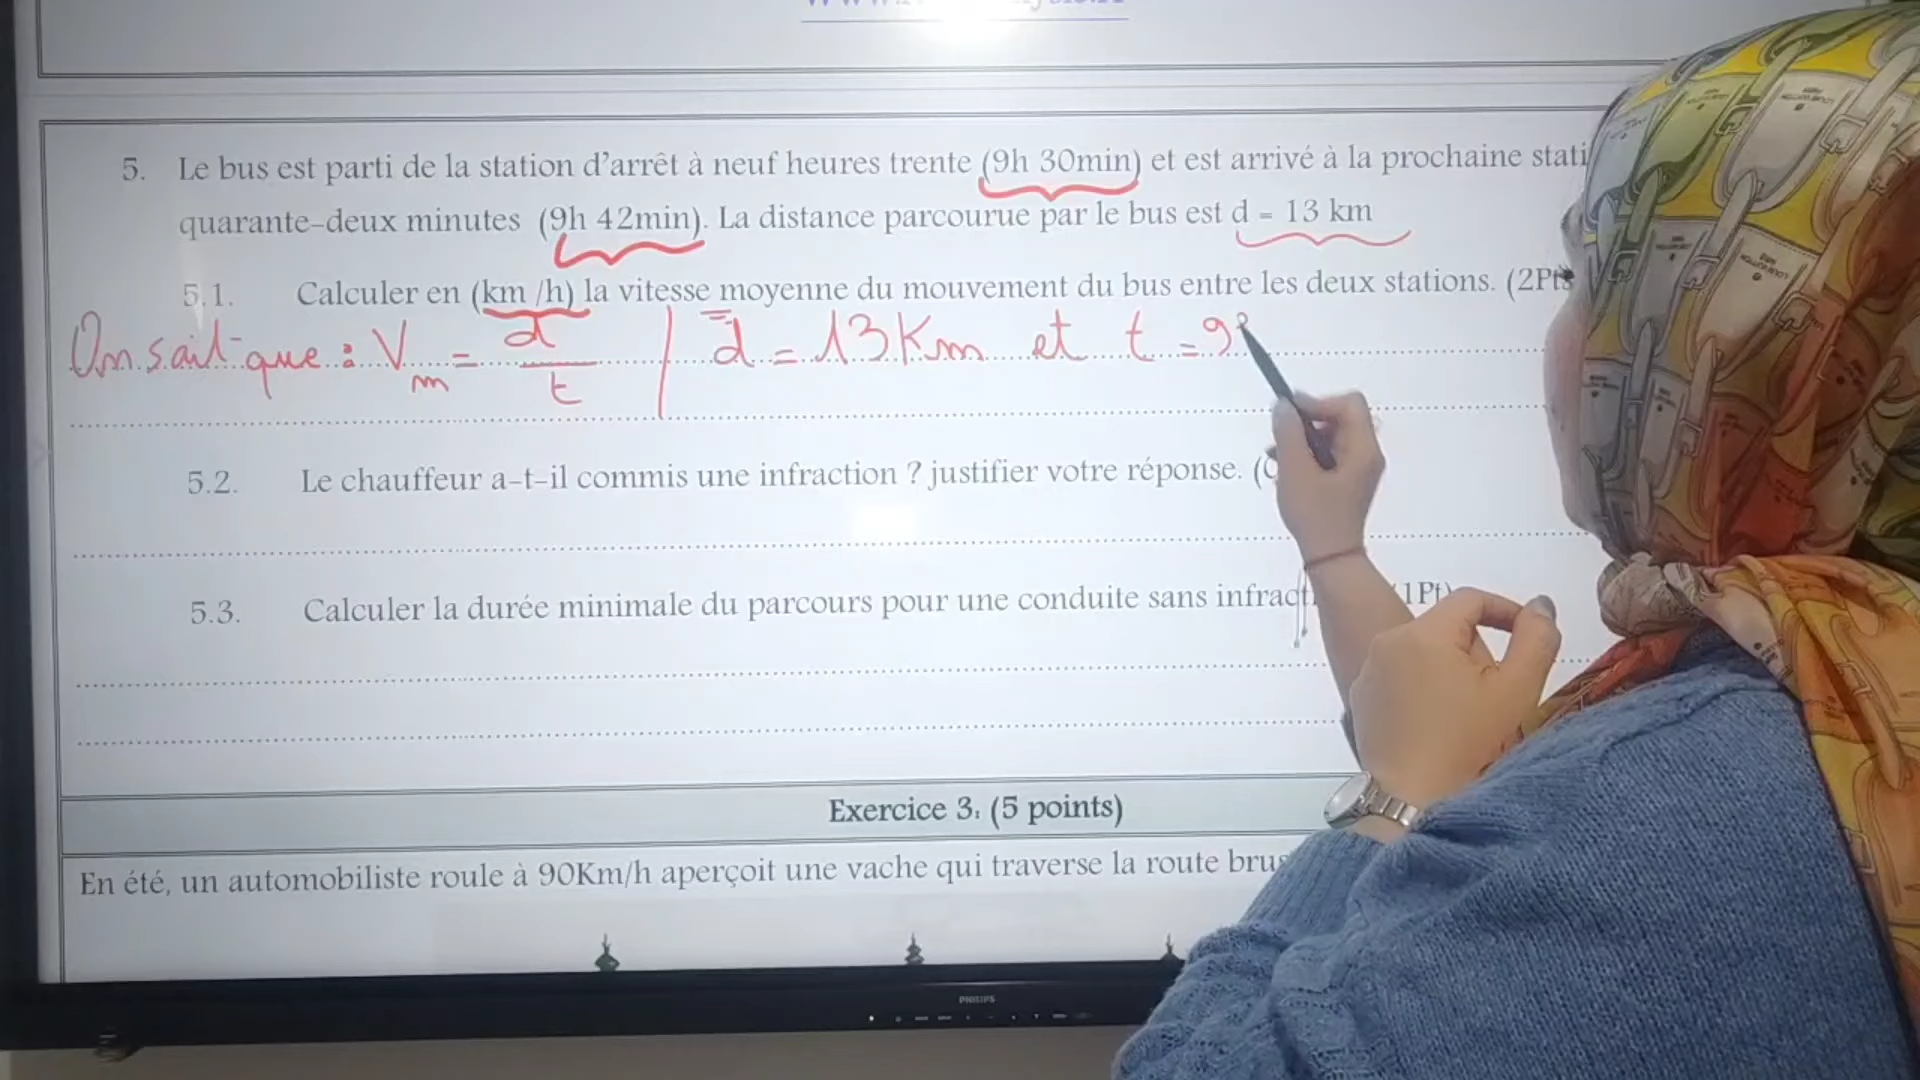 5. Le bus est parti de la station d'arrêt à neuf heures trente (9h 30min) et est arrivé à la prochaine stati
quarante-deux minutes (9h 42min). La distance parcourue par le bus est d = 13 km
5.1. Calculer en (km /h) la vitesse moyenne du mouvement du bus entre les deux stations. (2Pts
On sait que : Vm = d / t | d = 13 Km et t = 9h
5.2. Le chauffeur a-t-il commis une infraction ? justifier votre réponse. (
5.3. Calculer la durée minimale du parcours pour une conduite sans infract (1Pt)
Exercice 3: (5 points)
En été, un automobiliste roule à 90Km/h aperçoit une vache qui traverse la route brus
PHILIPS